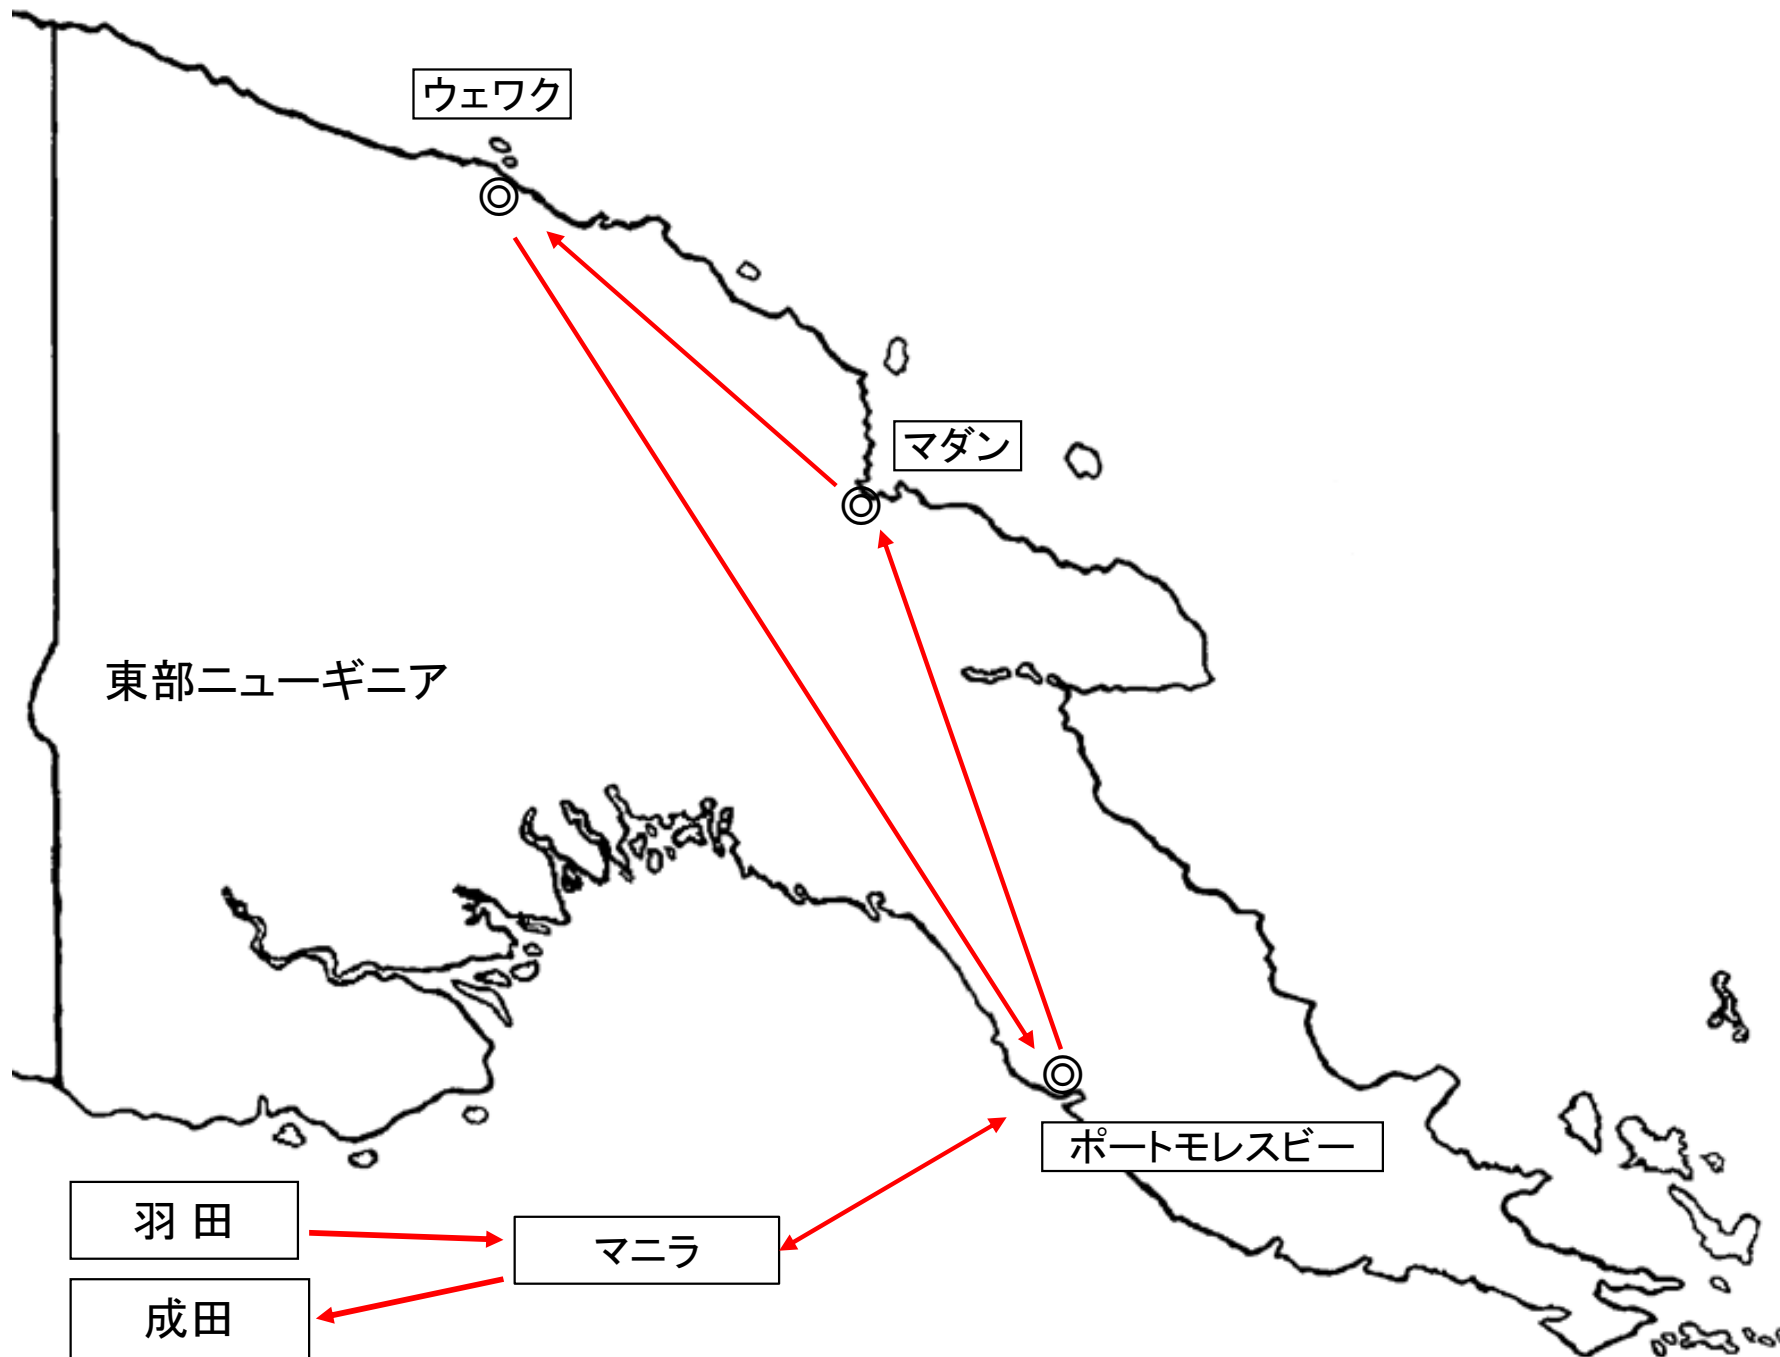 ウェワク
マダン
東部ニューギニア
ポートモレスビー
羽 田
マニラ
成田